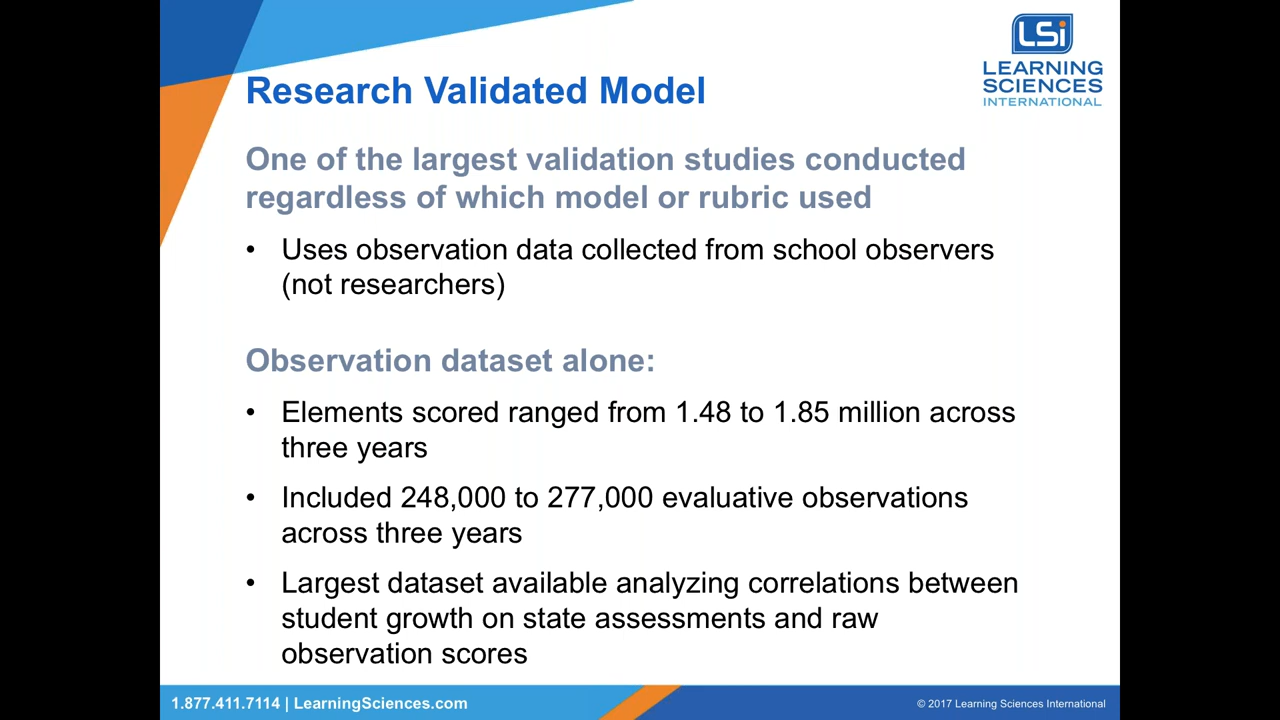 LSi
LEARNING
SCIENCES
INTERNATIONAL
Research Validated Model
One of the largest validation studies conducted
regardless of which model or rubric used
• Uses observation data collected from school observers
(not researchers)
Observation dataset alone:
• Elements scored ranged from 1.48 to 1.85 million across
three years
• Included 248,000 to 277,000 evaluative observations
across three years
• Largest dataset available analyzing correlations between
student growth on state assessments and raw
observation scores
1.877.411.7114 | LearningSciences.com
© 2017 Learning Sciences International